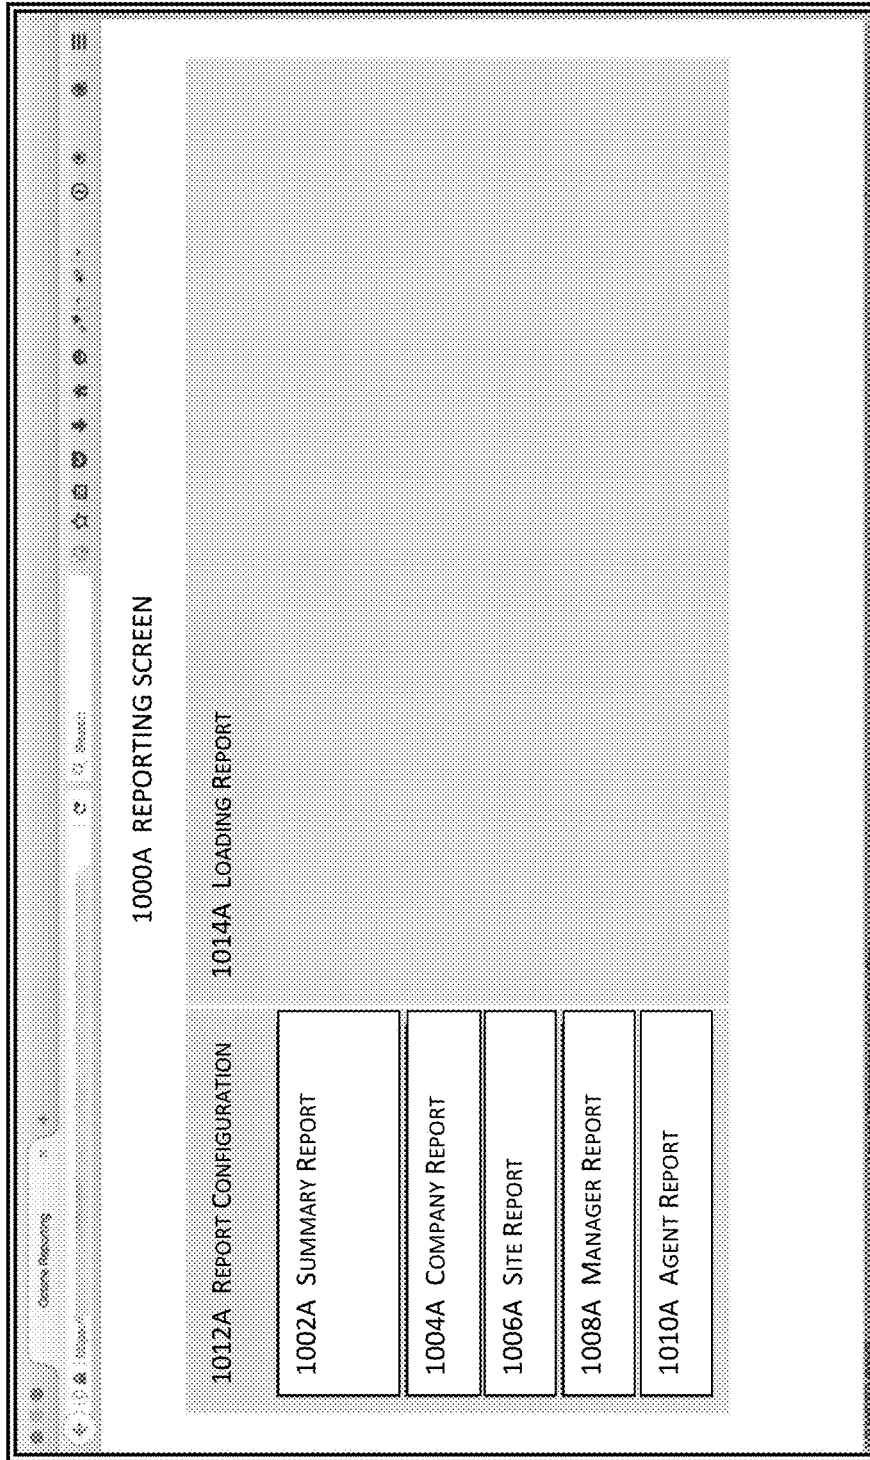 1000A REPORTING SCREEN
1012A REPORT CONFIGURATION
1014A LOADING REPORT
1002A SUMMARY REPORT
1004A COMPANY REPORT
1006A SITE REPORT
1008A MANAGER REPORT
1010A AGENT REPORT